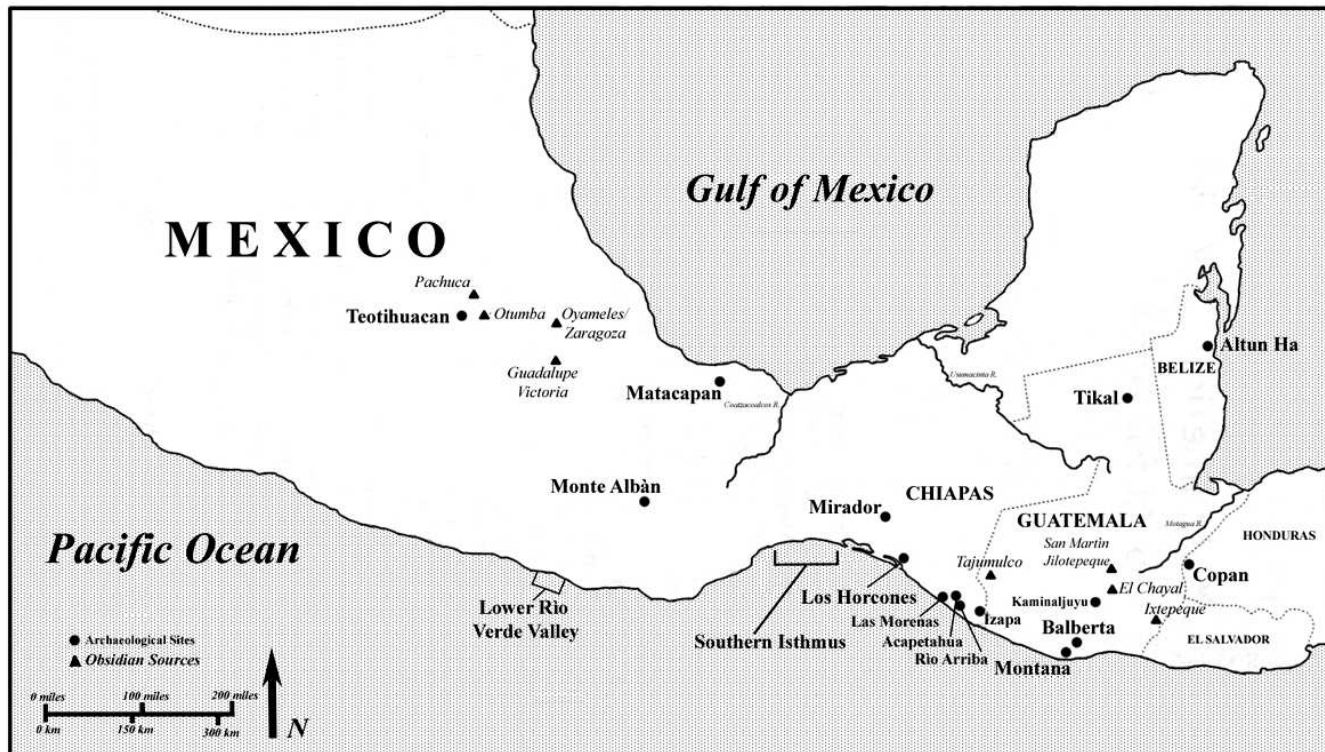 Gulf of Mexico
MEXICO
Pachuca
Teotihuacan
Otumba
Oyameles/
Zaragoza
Guadalupe
Victoria
Matacapan
Coatzacoalcos R.
Usumacinta R.
Altun Ha
BELIZE
Tikal
Monte Albàn
Mirador
CHIAPAS
GUATEMALA
San Martìn
Jilotepeque
Motagua R.
HONDURAS
Pacific Ocean
Tajumulco
Copan
El Chayal
Ixtepeque
Kaminaljuyu
Lower Rìo
Verde Valley
Los Horcones
Southern Isthmus
Las Morenas
Acapetahua
Rìo Arriba
Izapa
Balberta
Montana
EL SALVADOR
Archaeological Sites
Obsidian Sources
0 miles 100 miles 200 miles
0 km 150 km 300 km
N